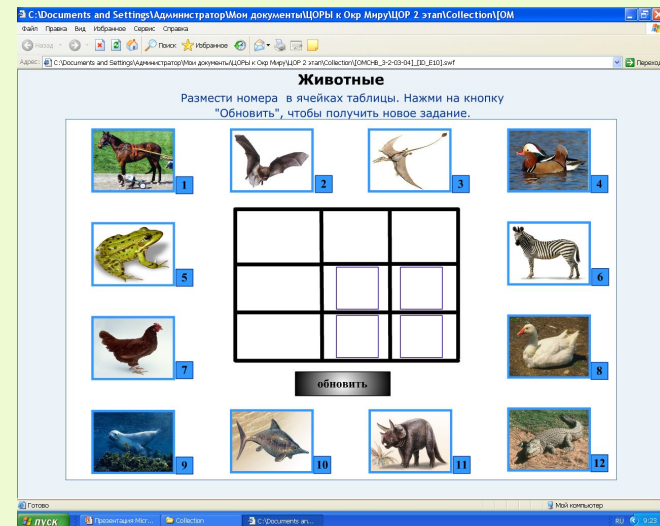 C:\Documents and Settings\Администратор\Мои документы\ЦОРЫ к Окр Миру\ЦОР 2 этап\Collection\[OM
Файл Правка Вид Избранное Сервис Справка
Назад Поиск Избранное
Адрес: C:\Documents and Settings\Администратор\Мои документы\ЦОРЫ к Окр Миру\ЦОР 2 этап\Collection\[OMCHB_3-2-03-04]_[ID_E10].swf Переход
Животные
Размести номера в ячейках таблицы. Нажми на кнопку
"Обновить", чтобы получить новое задание.
1 2 3 4
5 6
7 8
обновить
9 10 11 12
Готово Мой компьютер
пуск Презентация Micr... Collection C:\Documents an... RU 9:23